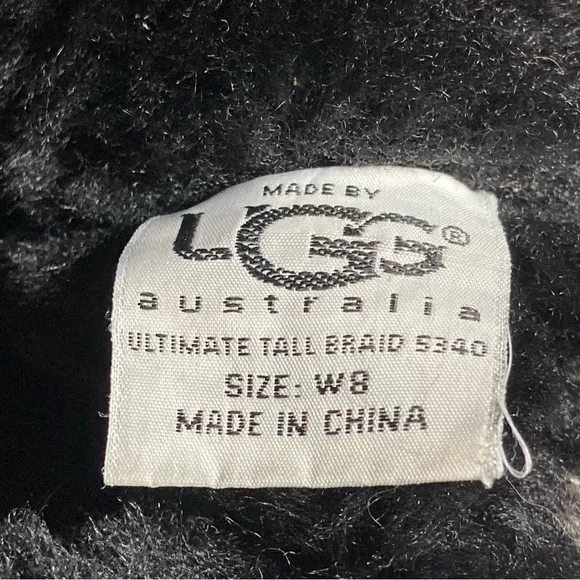 MADE BY
UGG®
australia
ULTIMATE TALL BRAID 5340
SIZE: W8
MADE IN CHINA